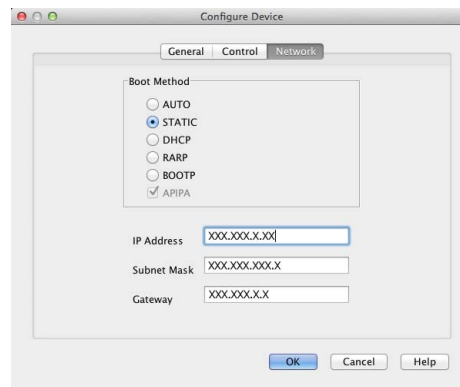 Configure Device
General Control Network
Boot Method
AUTO
STATIC
DHCP
RARP
BOOTP
APIPA
IP Address XXX.XXX.X.XX
Subnet Mask XXX.XXX.XXX.X
Gateway XXX.XXX.X.X
OK Cancel Help